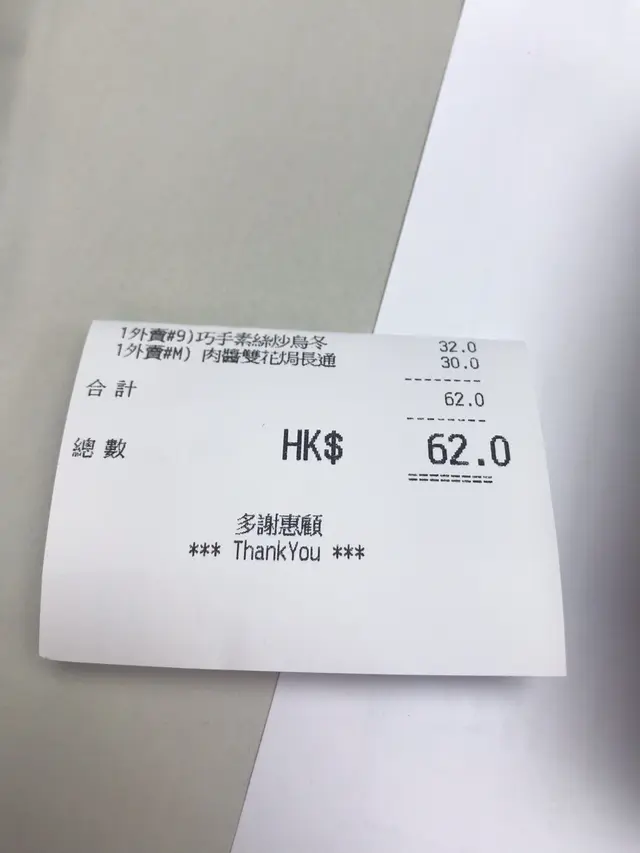 1外賣#9)巧手素絲炒烏冬 32.0
1外賣#M) 肉醬雙花焗長通 30.0
合計 62.0
總數 HK$ 62.0
多謝惠顧
*** ThankYou ***